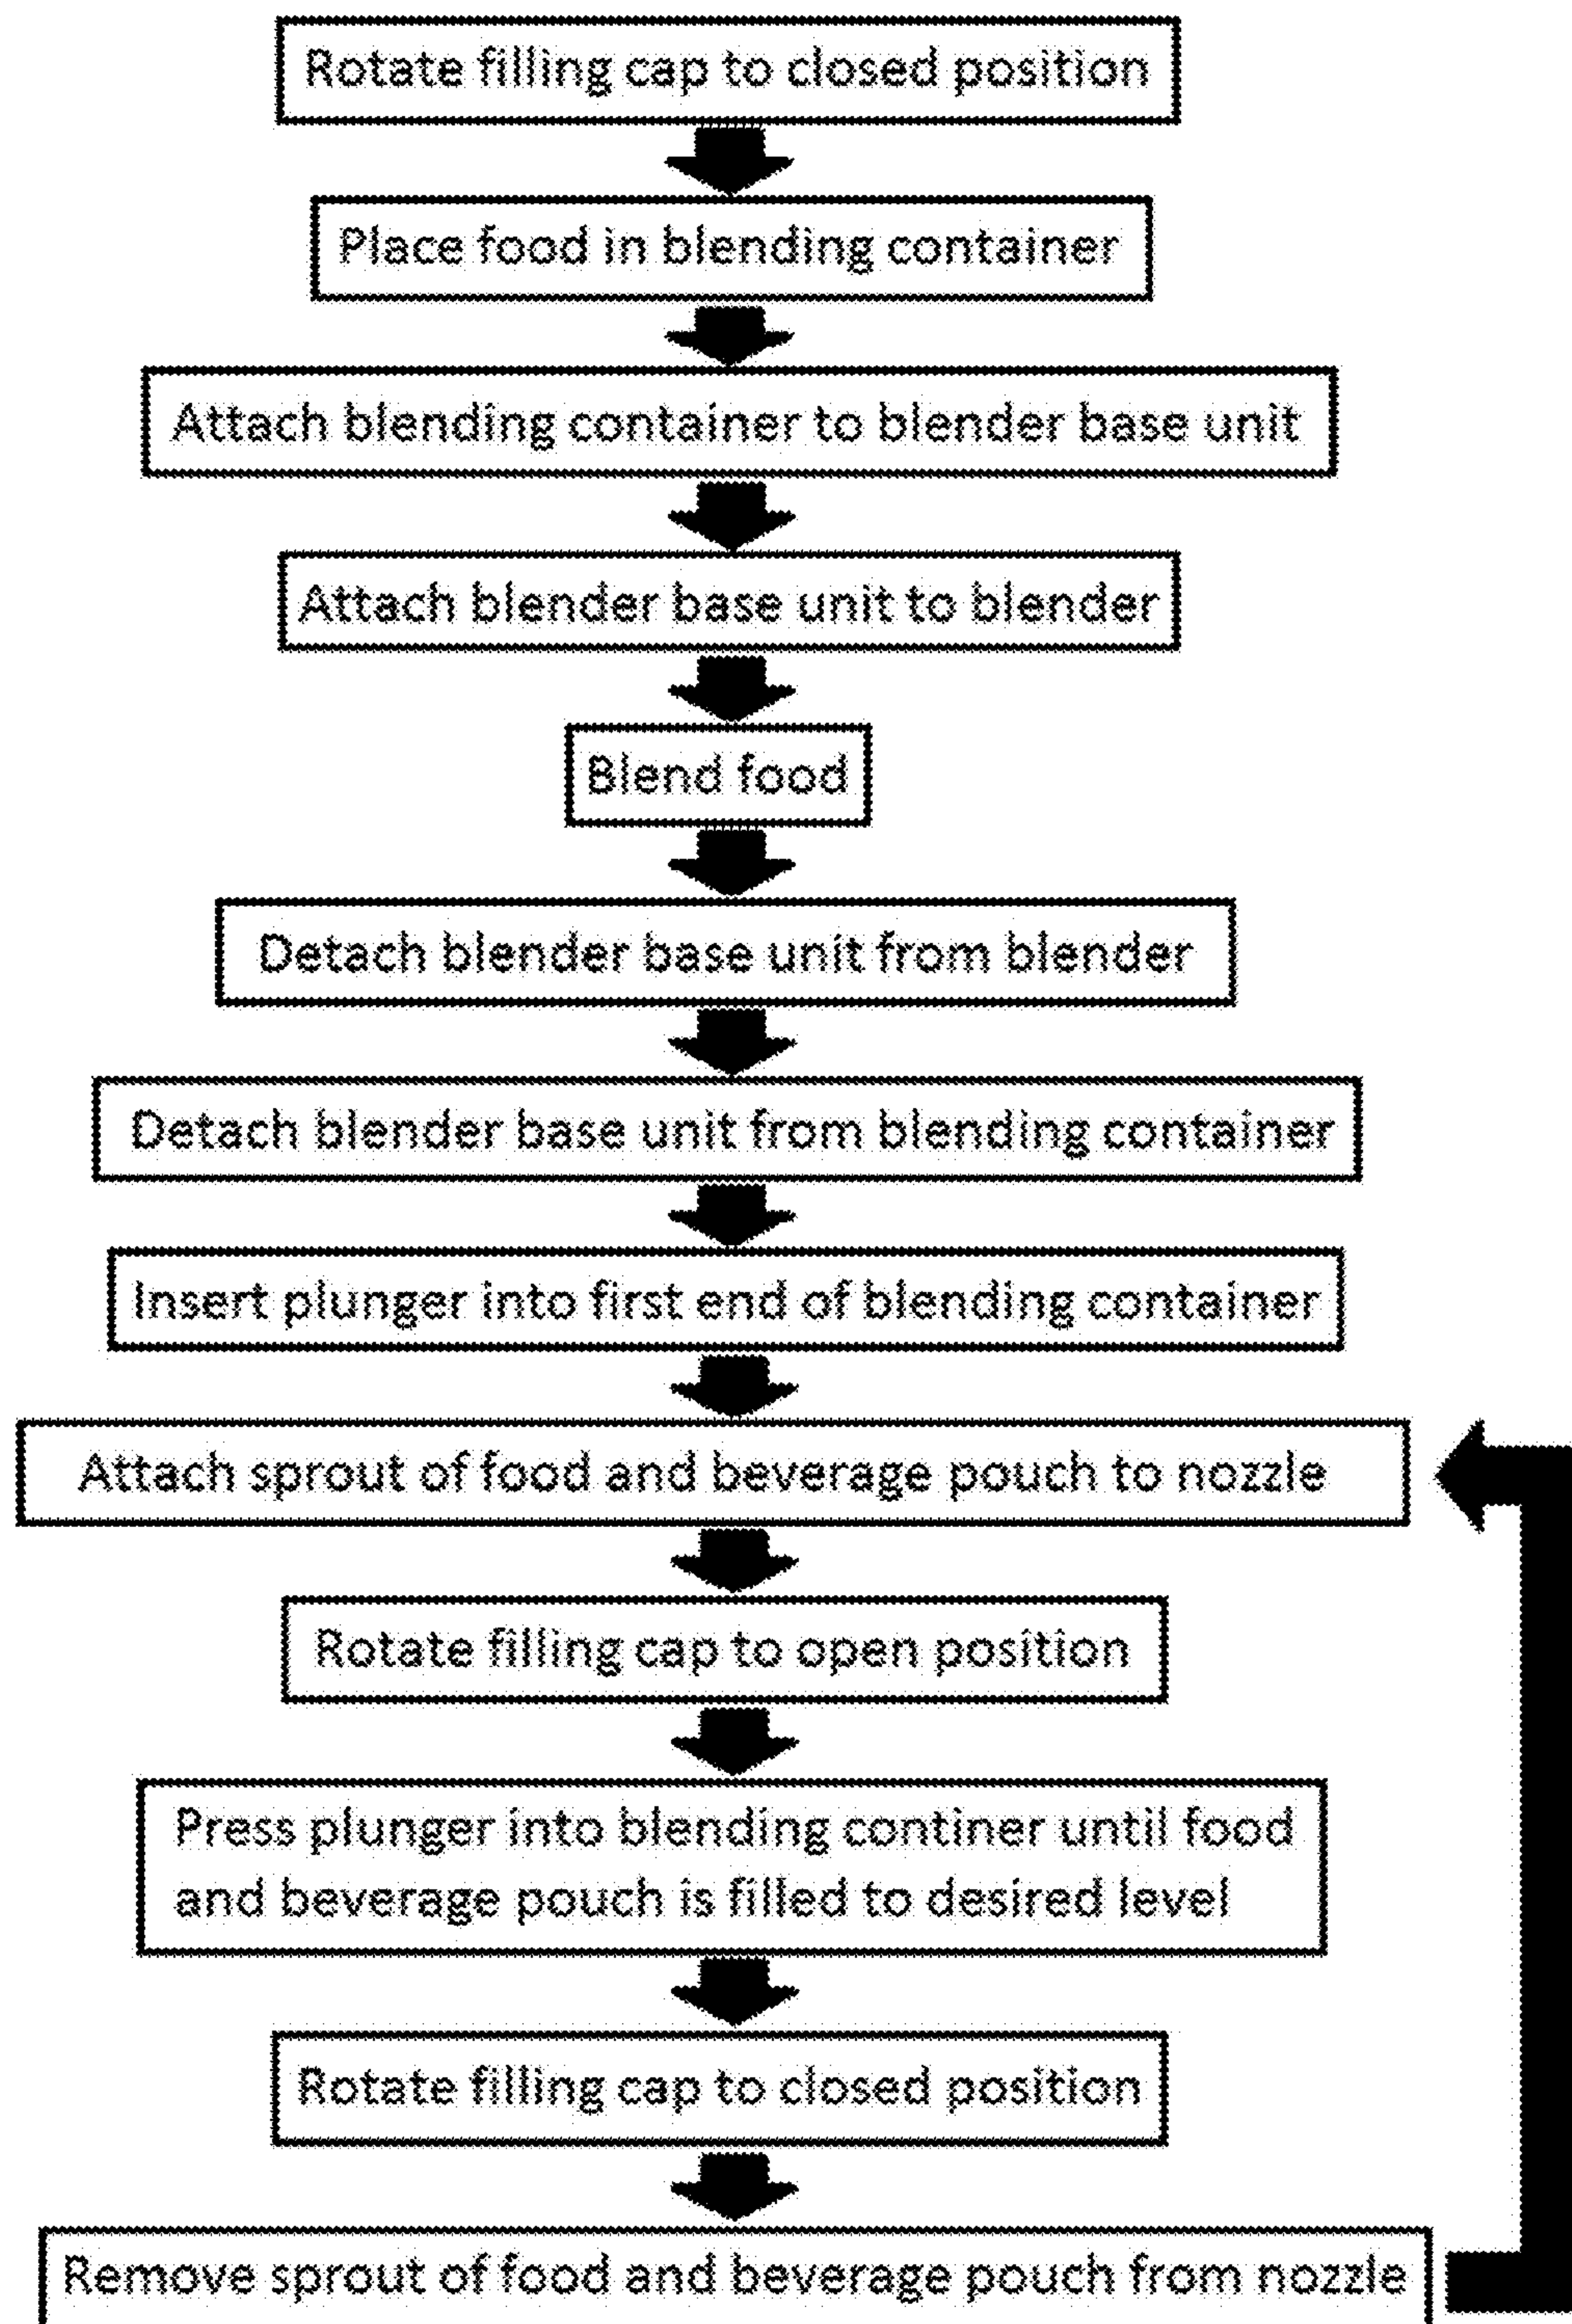 Rotate filling cap to closed position
Place food in blending container
Attach blending container to blender base unit
Attach blender base unit to blender
Blend food
Detach blender base unit from blender
Detach blender base unit from blending container
Insert plunger into first end of blending container
Attach sprout of food and beverage pouch to nozzle
Rotate filling cap to open position
Press plunger into blending continer until food
and beverage pouch is filled to desired level
Rotate filling cap to closed position
Remove sprout of food and beverage pouch from nozzle